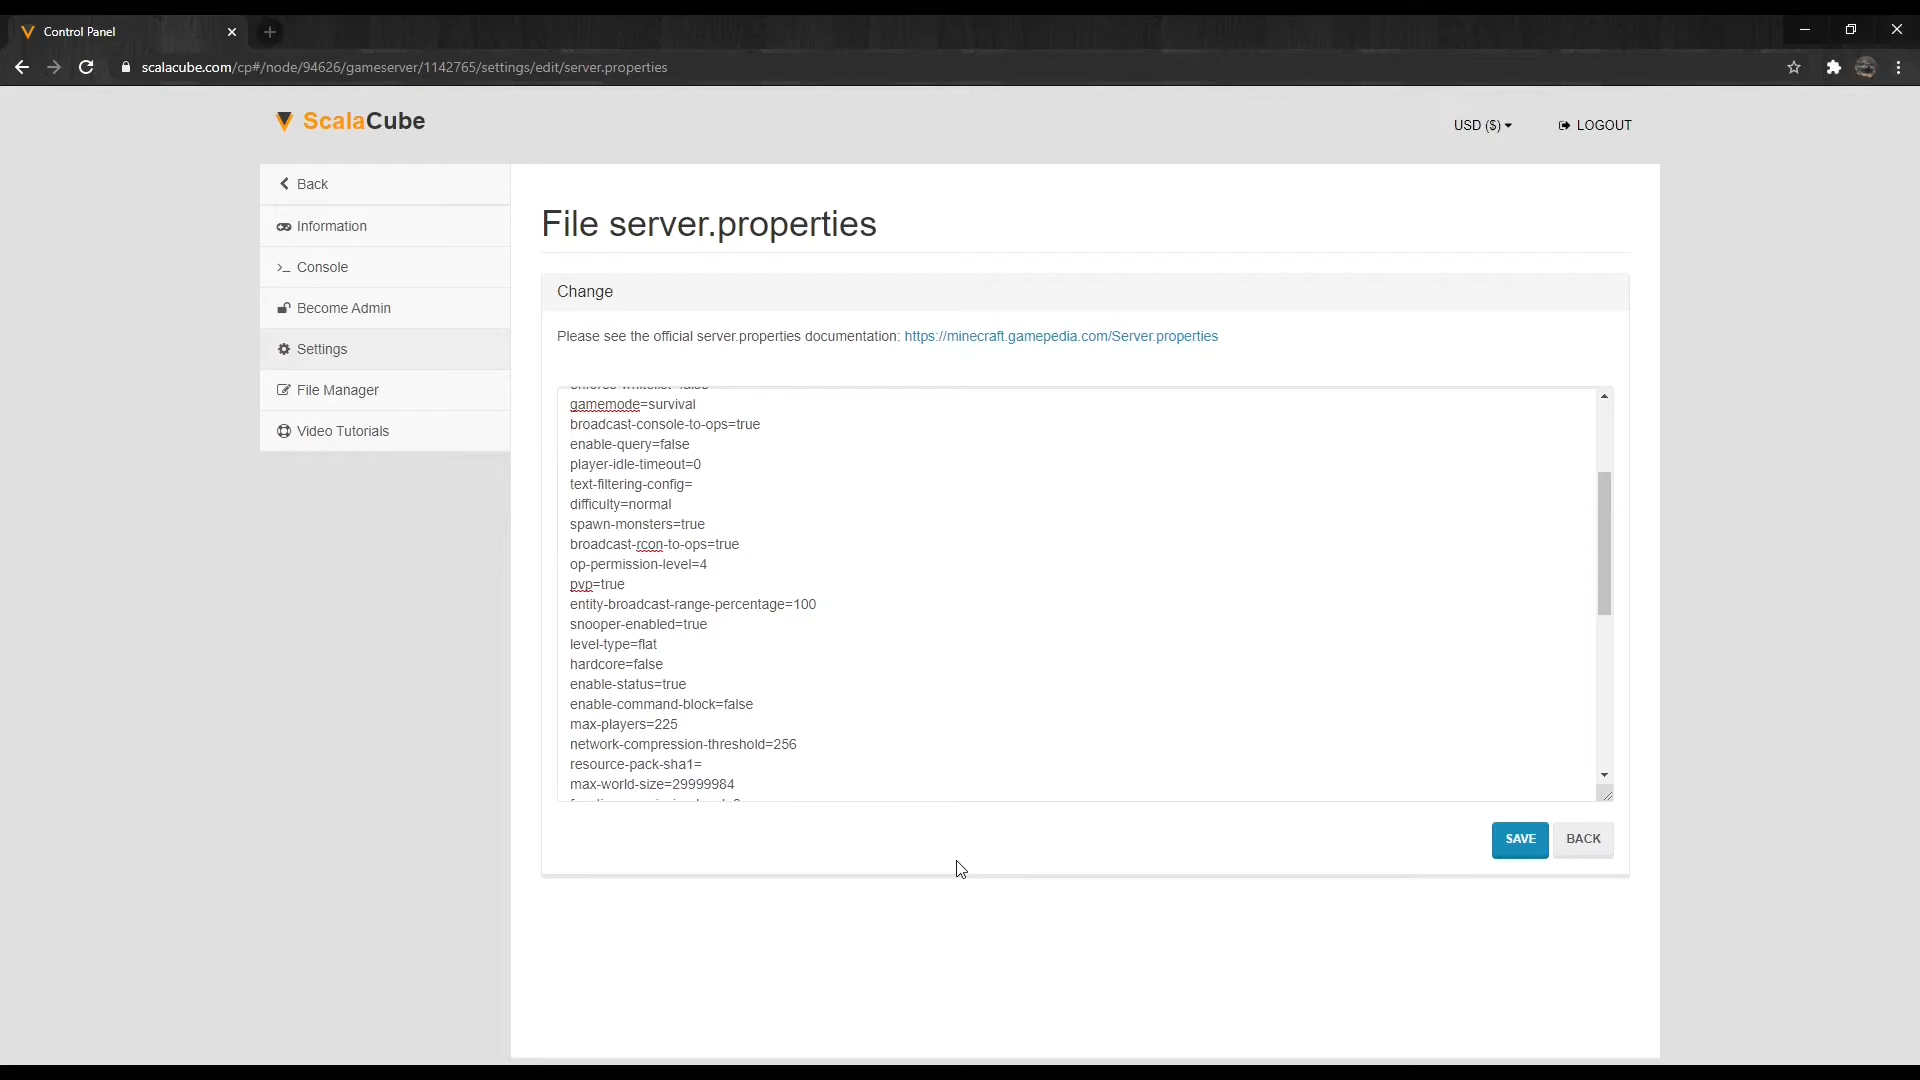 Control Panel
scalacube.com/cp#/node/94626/gameserver/1142765/settings/edit/server.properties
ScalaCube
USD ($)
LOGOUT
Back
Information
Console
Become Admin
Settings
File Manager
Video Tutorials
File server.properties
Change
Please see the official server.properties documentation: https://minecraft.gamepedia.com/Server.properties
gamemode=survival
broadcast-console-to-ops=true
enable-query=false
player-idle-timeout=0
text-filtering-config=
difficulty=normal
spawn-monsters=true
broadcast-rcon-to-ops=true
op-permission-level=4
pvp=true
entity-broadcast-range-percentage=100
snooper-enabled=true
level-type=flat
hardcore=false
enable-status=true
enable-command-block=false
max-players=225
network-compression-threshold=256
resource-pack-sha1=
max-world-size=29999984
SAVE
BACK